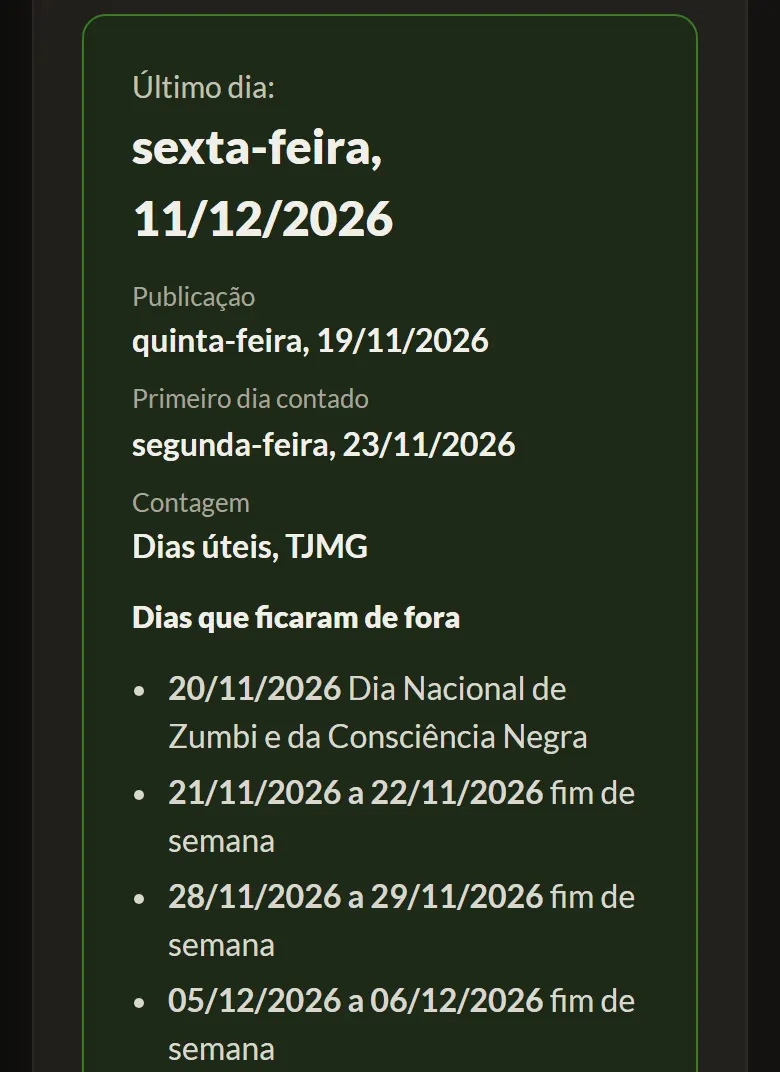 Último dia:
sexta-feira,
11/12/2026
Publicação
quinta-feira, 19/11/2026
Primeiro dia contado
segunda-feira, 23/11/2026
Contagem
Dias úteis, TJMG
Dias que ficaram de fora
• 20/11/2026 Dia Nacional de
Zumbi e da Consciência Negra
• 21/11/2026 a 22/11/2026 fim de
semana
• 28/11/2026 a 29/11/2026 fim de
semana
• 05/12/2026 a 06/12/2026 fim de
semana